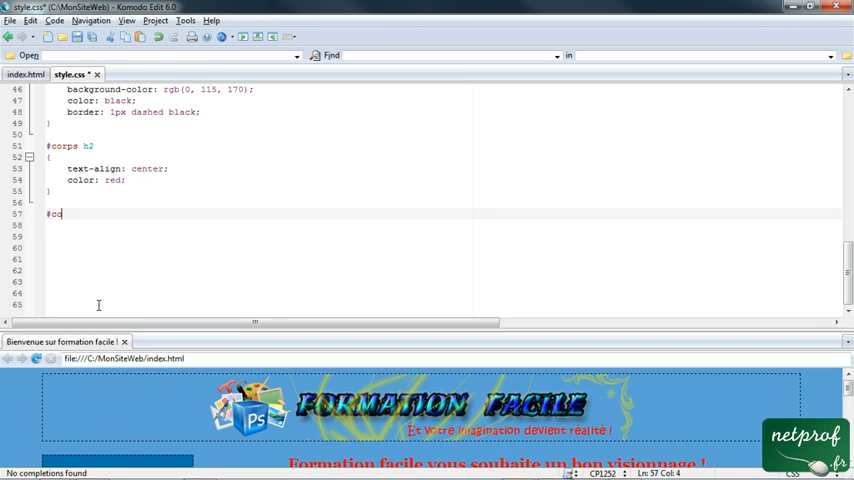 style.css* (C:\MonSiteWeb) - Komodo Edit 6.0
File Edit Code Navigation View Project Tools Help
Open Find in
index.html style.css *
46 background-color: rgb(0, 115, 170);
47 color: black;
48 border: 1px dashed black;
49 }
50
51 #corps h2
52 {
53 text-align: center;
54 color: red;
55 }
56
57 #co
58
59
60
61
62
63
64
65
Bienvenue sur formation facile !
file:///C:/MonSiteWeb/index.html
FORMATION FACILE
Et votre imagination devient réalité !
Ps
Formation facile vous souhaite un bon visionnage !
netprof
.fr
No completions found CP1252 Ln: 57 Col: 4 CSS